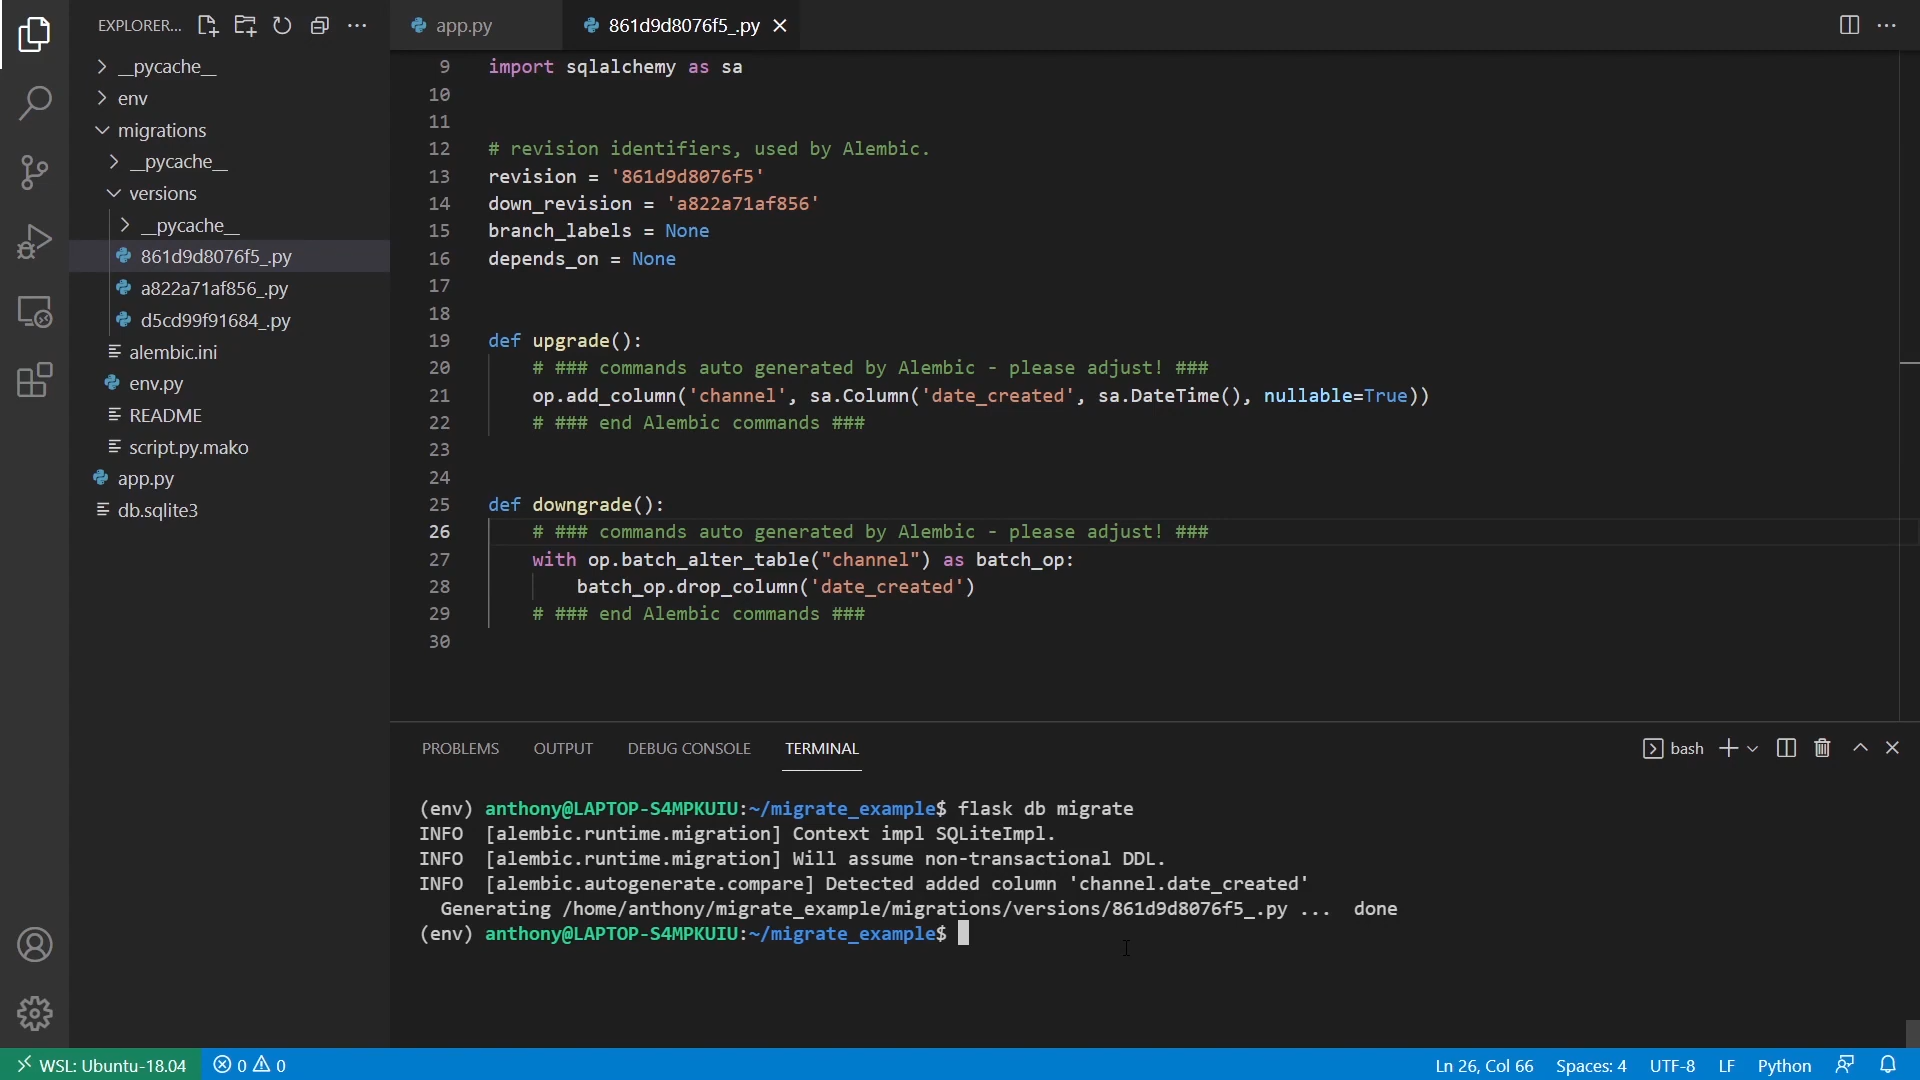 EXPLORER...
__pycache__
env
migrations
__pycache__
versions
__pycache__
861d9d8076f5_.py
a822a71af856_.py
d5cd99f91684_.py
alembic.ini
env.py
README
script.py.mako
app.py
db.sqlite3
app.py
861d9d8076f5_.py
9 import sqlalchemy as sa
10
11
12 # revision identifiers, used by Alembic.
13 revision = '861d9d8076f5'
14 down_revision = 'a822a71af856'
15 branch_labels = None
16 depends_on = None
17
18
19 def upgrade():
20 # ### commands auto generated by Alembic - please adjust! ###
21 op.add_column('channel', sa.Column('date_created', sa.DateTime(), nullable=True))
22 # ### end Alembic commands ###
23
24
25 def downgrade():
26 # ### commands auto generated by Alembic - please adjust! ###
27 with op.batch_alter_table("channel") as batch_op:
28 batch_op.drop_column('date_created')
29 # ### end Alembic commands ###
30
PROBLEMS OUTPUT DEBUG CONSOLE TERMINAL
bash
(env) anthony@LAPTOP-S4MPKUIU:~/migrate_example$ flask db migrate
INFO [alembic.runtime.migration] Context impl SQLiteImpl.
INFO [alembic.runtime.migration] Will assume non-transactional DDL.
INFO [alembic.autogenerate.compare] Detected added column 'channel.date_created'
Generating /home/anthony/migrate_example/migrations/versions/861d9d8076f5_.py ... done
(env) anthony@LAPTOP-S4MPKUIU:~/migrate_example$
WSL: Ubuntu-18.04 0 0 Ln 26, Col 66 Spaces: 4 UTF-8 LF Python